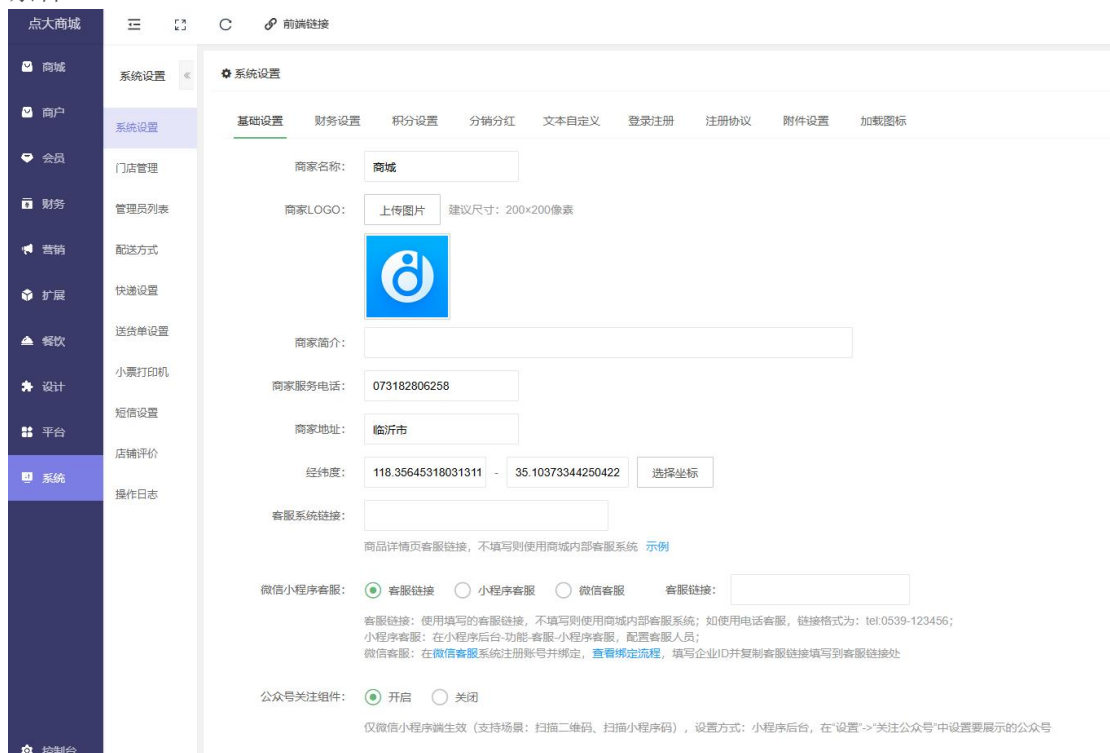 点大商城
前端链接
商城
商户
会员
财务
营销
扩展
餐饮
设计
平台
系统
控制台
系统设置
系统设置
门店管理
管理员列表
配送方式
快递设置
送货单设置
小票打印机
短信设置
店铺评价
操作日志
系统设置
基础设置 财务设置 积分设置 分销分红 文本自定义 登录注册 注册协议 附件设置 加载图标
商家名称： 商城
商家LOGO： 上传图片 建议尺寸：200×200像素
商家简介：
商家服务电话： 073182806258
商家地址： 临沂市
经纬度： 118.35645318031311 - 35.10373344250422 选择坐标
客服系统链接：
商品详情页客服链接，不填写则使用商城内部客服系统 示例
微信小程序客服： 客服链接 小程序客服 微信客服 客服链接：
客服链接：使用填写的客服链接，不填写则使用商城内部客服系统；如使用电话客服，链接格式为：tel:0539-123456；
小程序客服：在小程序后台-功能-客服-小程序客服，配置客服人员；
微信客服：在微信客服系统注册账号并绑定，查看绑定流程，填写企业ID并复制客服链接填写到客服链接处
公众号关注组件： 开启 关闭
仅微信小程序端生效（支持场景：扫描二维码、扫描小程序码），设置方式：小程序后台，在“设置”->“关注公众号”中设置要展示的公众号